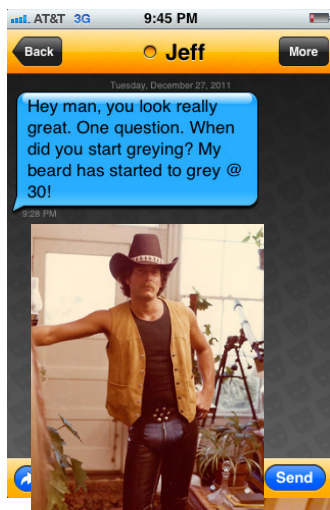 AT&T 3G 9:45 PM
Back Jeff More
Tuesday, December 27, 2011
Hey man, you look really
great. One question. When
did you start greying? My
beard has started to grey @
30!
9:28 PM
Send